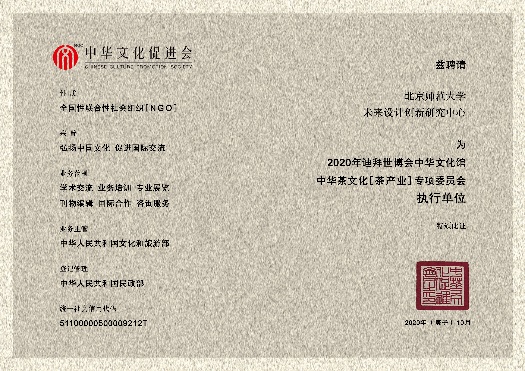 中华文化促进会
CHINESE CULTURE PROMOTION SOCIETY
性 质
全国性联合性社会组织[NGO]
宗 旨
弘扬中国文化 促进国际交流
业务范围
学术交流 业务培训 专业展览
刊物编辑 国际合作 咨询服务
业务主管
中华人民共和国文化和旅游部
登记管理
中华人民共和国民政部
统一社会信用代码
兹聘请
北京师范大学
未来设计创新研究中心
为
2020年迪拜世博会中华文化馆
中华茶文化[茶产业]专项委员会
执行单位
特颁此证
2020年[庚子]10月